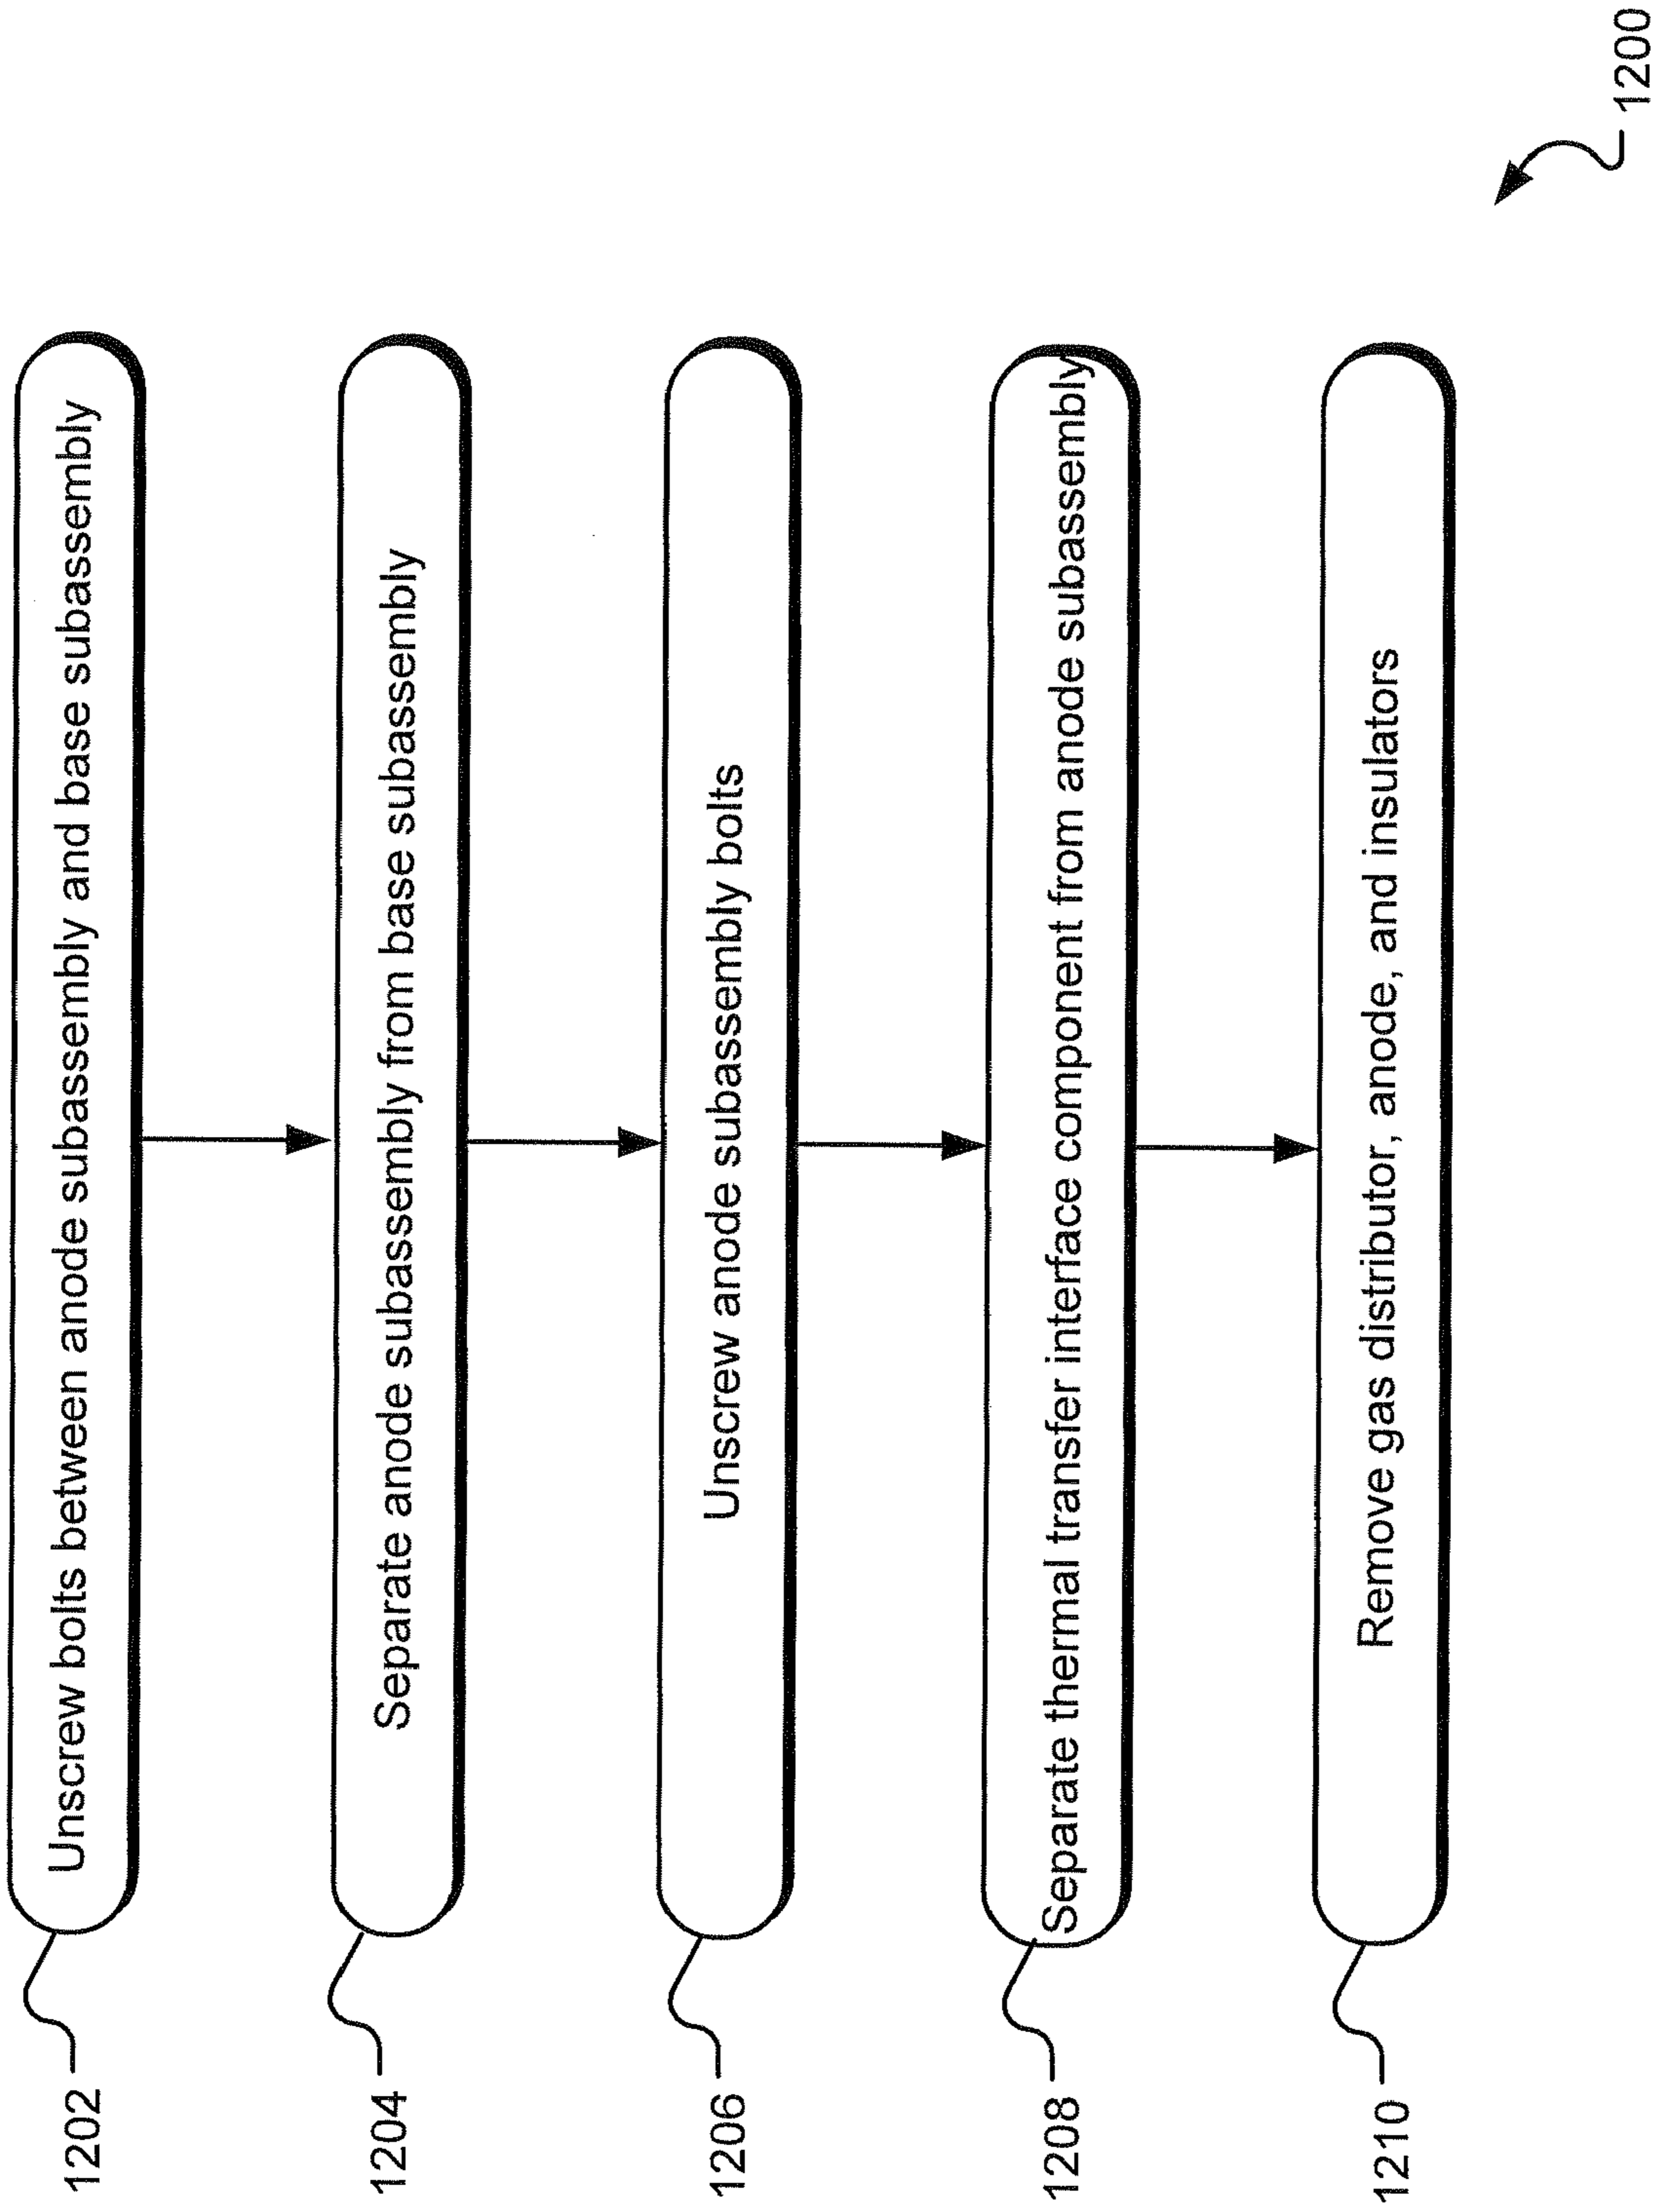 1202
Unscrew bolts between anode subassembly and base subassembly
1204
Separate anode subassembly from base subassembly
1206
Unscrew anode subassembly bolts
1208
Separate thermal transfer interface component from anode subassembly
1210
Remove gas distributor, anode, and insulators
1200